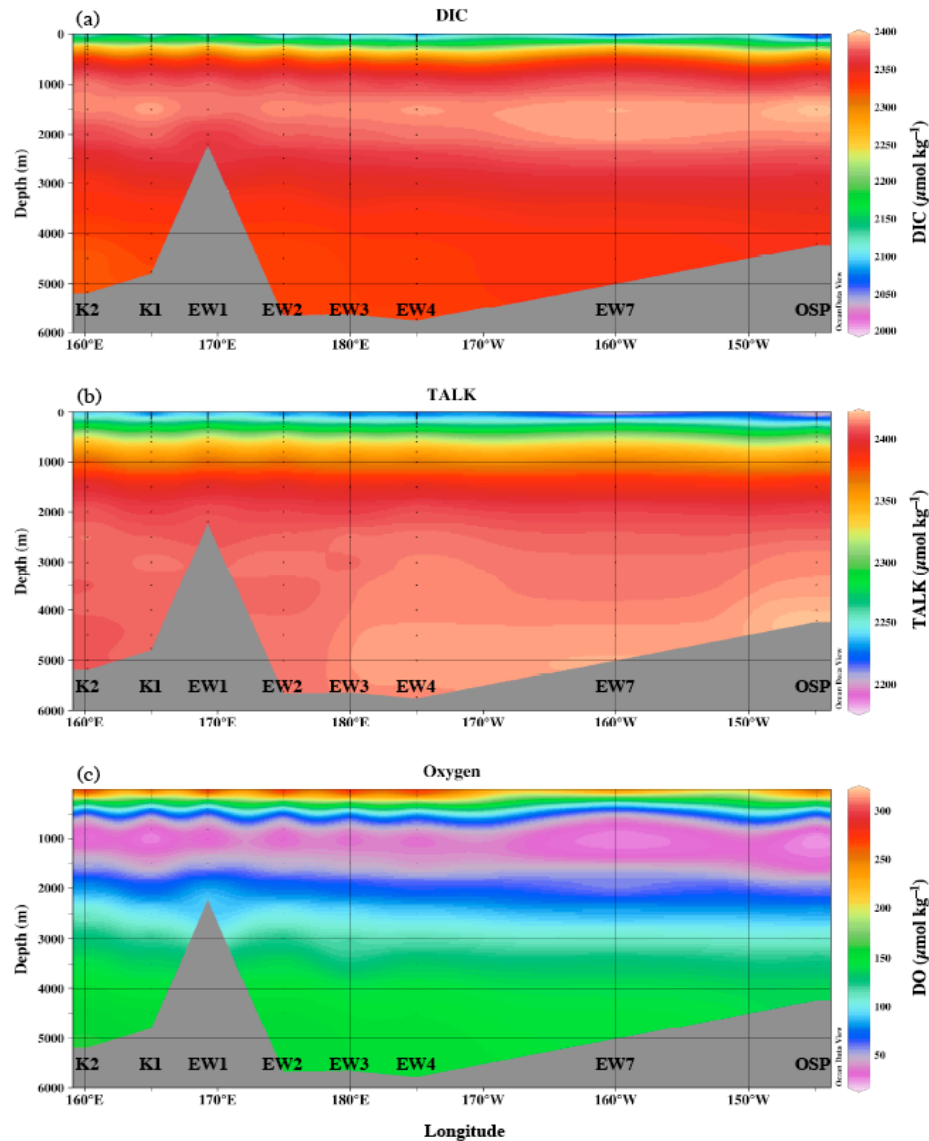 (a) DIC
0
1000
2000
3000
4000
5000
6000
Depth (m)
K2 K1 EW1 EW2 EW3 EW4 EW7 OSP
160°E 170°E 180°E 170°W 160°W 150°W
Ocean Data View
2400
2350
2300
2250
2200
2150
2100
2050
2000
DIC (µmol kg⁻¹)
(b) TALK
0
1000
2000
3000
4000
5000
6000
Depth (m)
K2 K1 EW1 EW2 EW3 EW4 EW7 OSP
160°E 170°E 180°E 170°W 160°W 150°W
Ocean Data View
2400
2350
2300
2250
2200
TALK (µmol kg⁻¹)
(c) Oxygen
1000
2000
3000
4000
5000
6000
Depth (m)
K2 K1 EW1 EW2 EW3 EW4 EW7 OSP
160°E 170°E 180°E 170°W 160°W 150°W
Ocean Data View
300
250
200
150
100
50
DO (µmol kg⁻¹)
Longitude